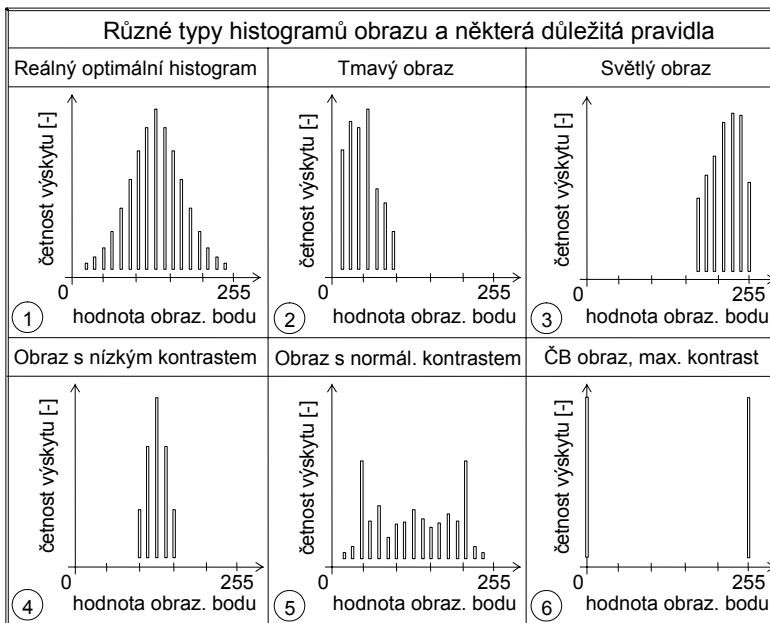 Různé typy histogramů obrazu a některá důležitá pravidla
Reálný optimální histogram
Tmavý obraz
Světlý obraz
četnost výskytu [-]
0
255
1
hodnota obraz. bodu
četnost výskytu [-]
0
255
2
hodnota obraz. bodu
četnost výskytu [-]
0
255
3
hodnota obraz. bodu
Obraz s nízkým kontrastem
Obraz s normál. kontrastem
ČB obraz, max. kontrast
četnost výskytu [-]
0
255
4
hodnota obraz. bodu
četnost výskytu [-]
0
255
5
hodnota obraz. bodu
četnost výskytu [-]
0
255
6
hodnota obraz. bodu